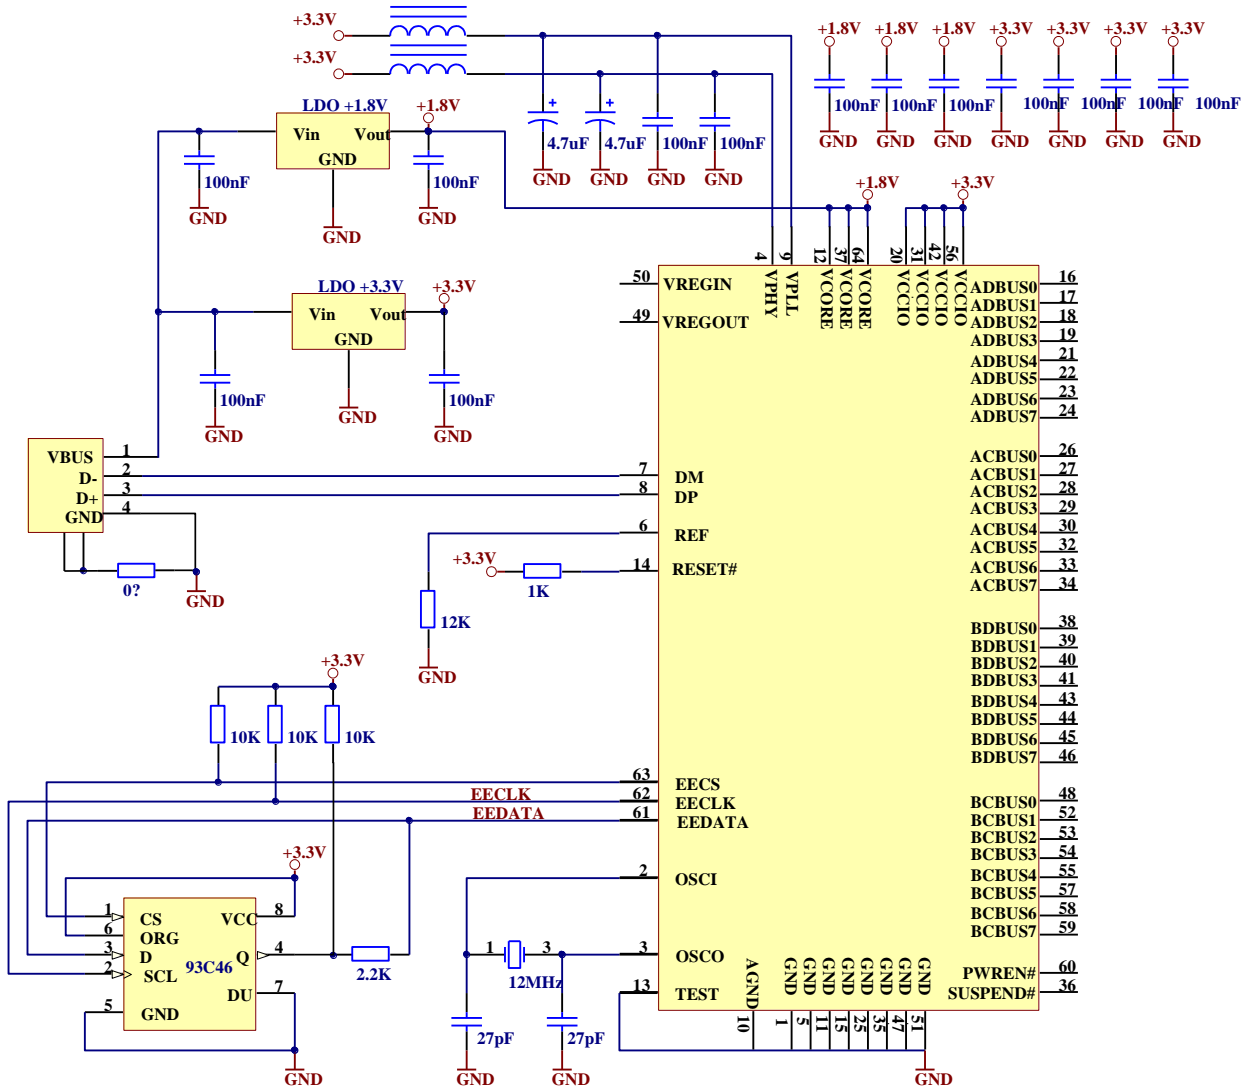 +3.3V
+3.3V
+1.8V +1.8V +1.8V +3.3V +3.3V +3.3V +3.3V
100nF 100nF 100nF 100nF 100nF 100nF 100nF
GND GND GND GND GND GND GND
LDO +1.8V
+1.8V
Vin Vout
GND
100nF
GND
GND
100nF
GND
+ 4.7uF + 4.7uF 100nF 100nF
GND GND GND GND
LDO +3.3V
+3.3V
Vin Vout
GND
100nF
GND
GND
100nF
GND
VBUS 1
D- 2
D+ 3
GND 4
0?
GND
+1.8V
+3.3V
4 VPHY
9 VPLL
12 VCORE
37 VCORE
64 VCORE
20 VCCIO
31 VCCIO
42 VCCIO
56 VCCIO
50 VREGIN
49 VREGOUT
7 DM
8 DP
6 REF
12K
GND
+3.3V
1K
14 RESET#
+3.3V
10K 10K 10K
63 EECS
EECLK 62 EECLK
EEDATA 61 EEDATA
+3.3V
1 CS
6 ORG
3 D
2 SCL
5 GND
93C46
VCC 8
Q 4
DU 7
2.2K
GND
2 OSCI
1 3
12MHz
3 OSCO
13 TEST
27pF
GND
27pF
GND
AGND 10
GND 1
GND 5
GND 11
GND 15
GND 25
GND 35
GND 47
GND 51
GND
ADBUS0 16
ADBUS1 17
ADBUS2 18
ADBUS3 19
ADBUS4 21
ADBUS5 22
ADBUS6 23
ADBUS7 24
ACBUS0 26
ACBUS1 27
ACBUS2 28
ACBUS3 29
ACBUS4 30
ACBUS5 32
ACBUS6 33
ACBUS7 34
BDBUS0 38
BDBUS1 39
BDBUS2 40
BDBUS3 41
BDBUS4 43
BDBUS5 44
BDBUS6 45
BDBUS7 46
BCBUS0 48
BCBUS1 52
BCBUS2 53
BCBUS3 54
BCBUS4 55
BCBUS5 57
BCBUS6 58
BCBUS7 59
PWREN# 60
SUSPEND# 36